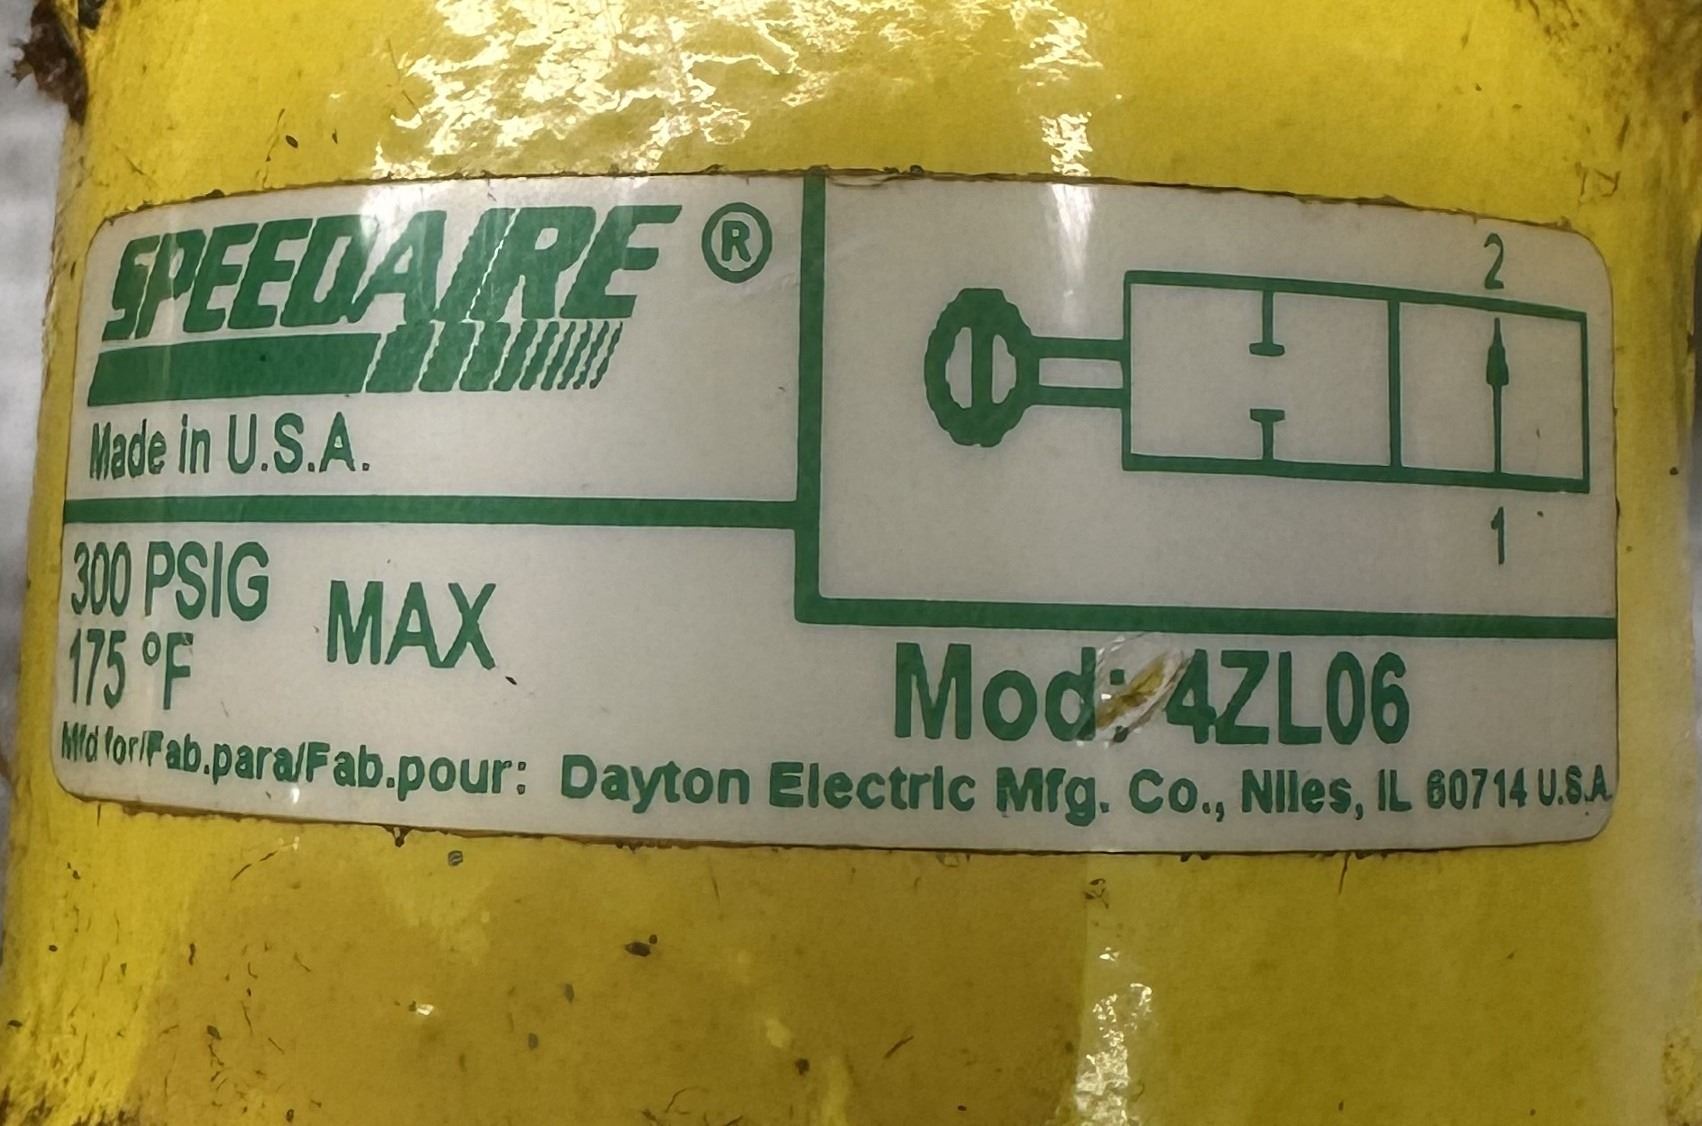 SPEEDAIRE ®
Made in U.S.A.
2
1
300 PSIG
175 °F
MAX
Mod: 4ZL06
Mfd for/Fab.para/Fab.pour: Dayton Electric Mfg. Co., Niles, IL 60714 U.S.A.